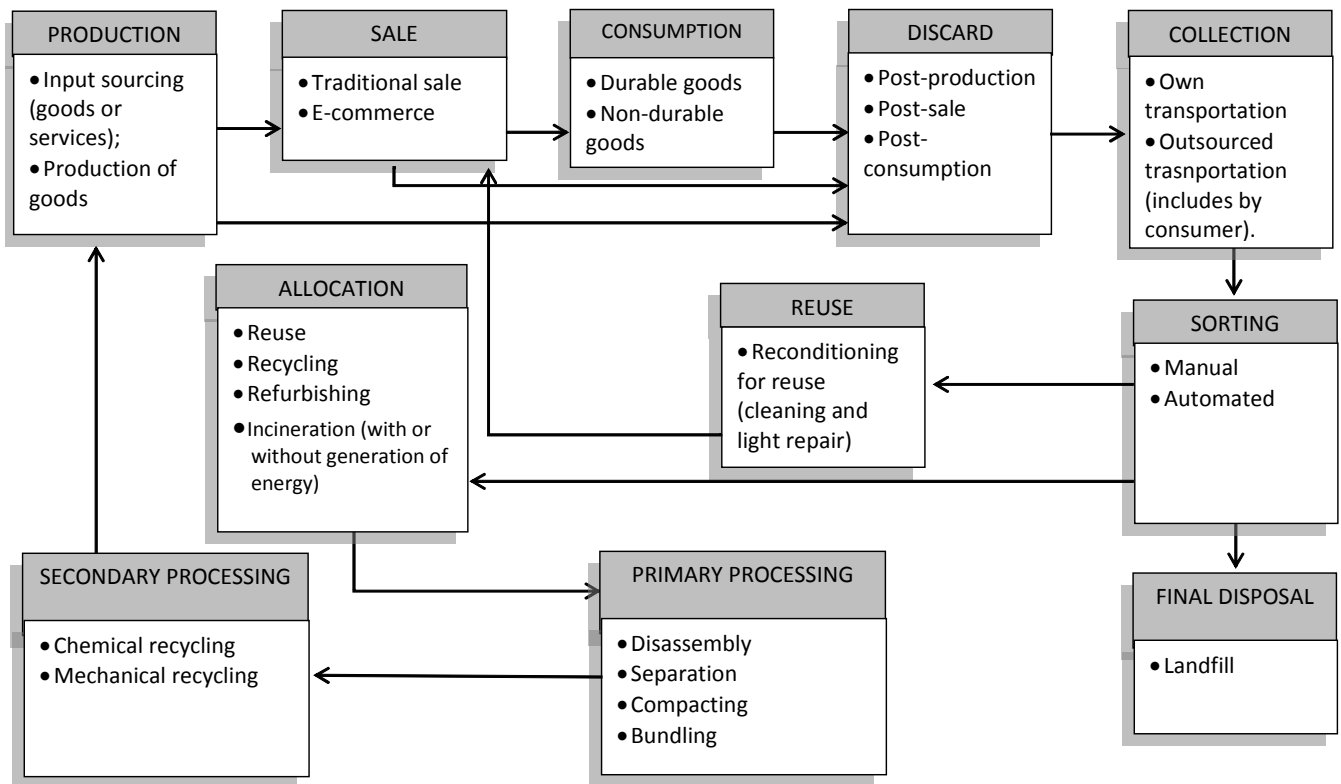 PRODUCTION
• Input sourcing
(goods or
services);
• Production of
goods
SALE
• Traditional sale
• E-commerce
CONSUMPTION
• Durable goods
• Non-durable
goods
DISCARD
• Post-production
• Post-sale
• Post-
consumption
COLLECTION
• Own
transportation
• Outsourced
trasnportation
(includes by
consumer).
ALLOCATION
• Reuse
• Recycling
• Refurbishing
• Incineration (with or
without generation of
energy)
REUSE
• Reconditioning
for reuse
(cleaning and
light repair)
SORTING
• Manual
• Automated
SECONDARY PROCESSING
• Chemical recycling
• Mechanical recycling
PRIMARY PROCESSING
• Disassembly
• Separation
• Compacting
• Bundling
FINAL DISPOSAL
• Landfill